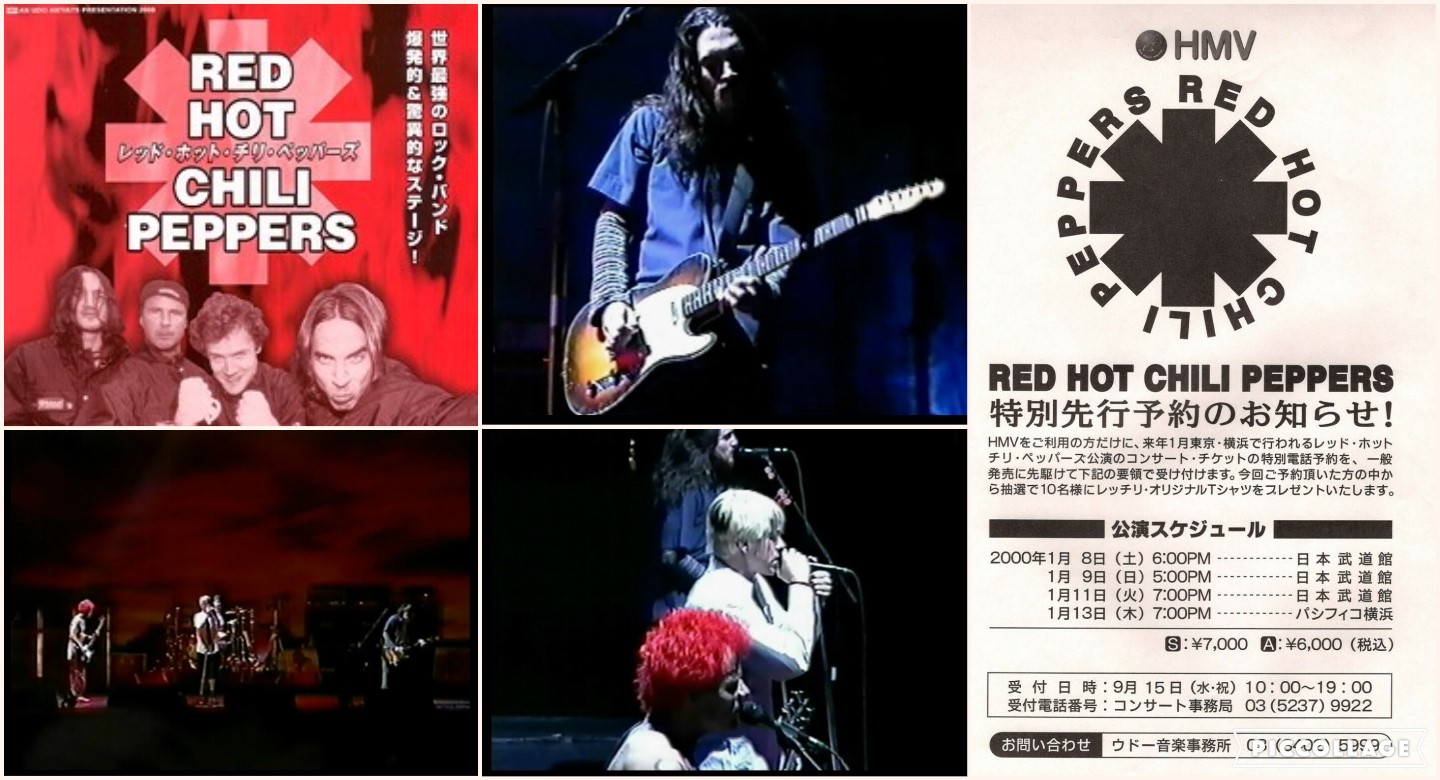 AN UDO ARTISTS PRESENTATION 2000
RED
HOT
レッド・ホット・チリ・ペッパーズ
CHILI
PEPPERS
世界最強のロック・バンド
爆発的&驚異的なステージ!
HMV
RED HOT CHILI PEPPERS
RED HOT CHILI PEPPERS
特別先行予約のお知らせ!
HMVをご利用の方だけに、来年1月東京・横浜で行われるレッド・ホット
チリ・ペッパーズ公演のコンサート・チケットの特別電話予約を、一般
発売に先駆けて下記の要領で受け付けます。今回ご予約頂いた方の中か
ら抽選で10名様にレッチリ・オリジナルTシャツをプレゼントいたします。
公演スケジュール
2000年1月 8日(土)6:00PM -----------日本武道館
1月 9日(日)5:00PM -----------日本武道館
1月11日(火)7:00PM -----------日本武道館
1月13日(木)7:00PM -----------パシフィコ横浜
S:¥7,000 A:¥6,000(税込)
受付日時:9月15日(水・祝)10:00〜19:00
受付電話番号:コンサート事務局 03(5237)9922
お問い合わせ ウドー音楽事務所
PICCOLLAGE